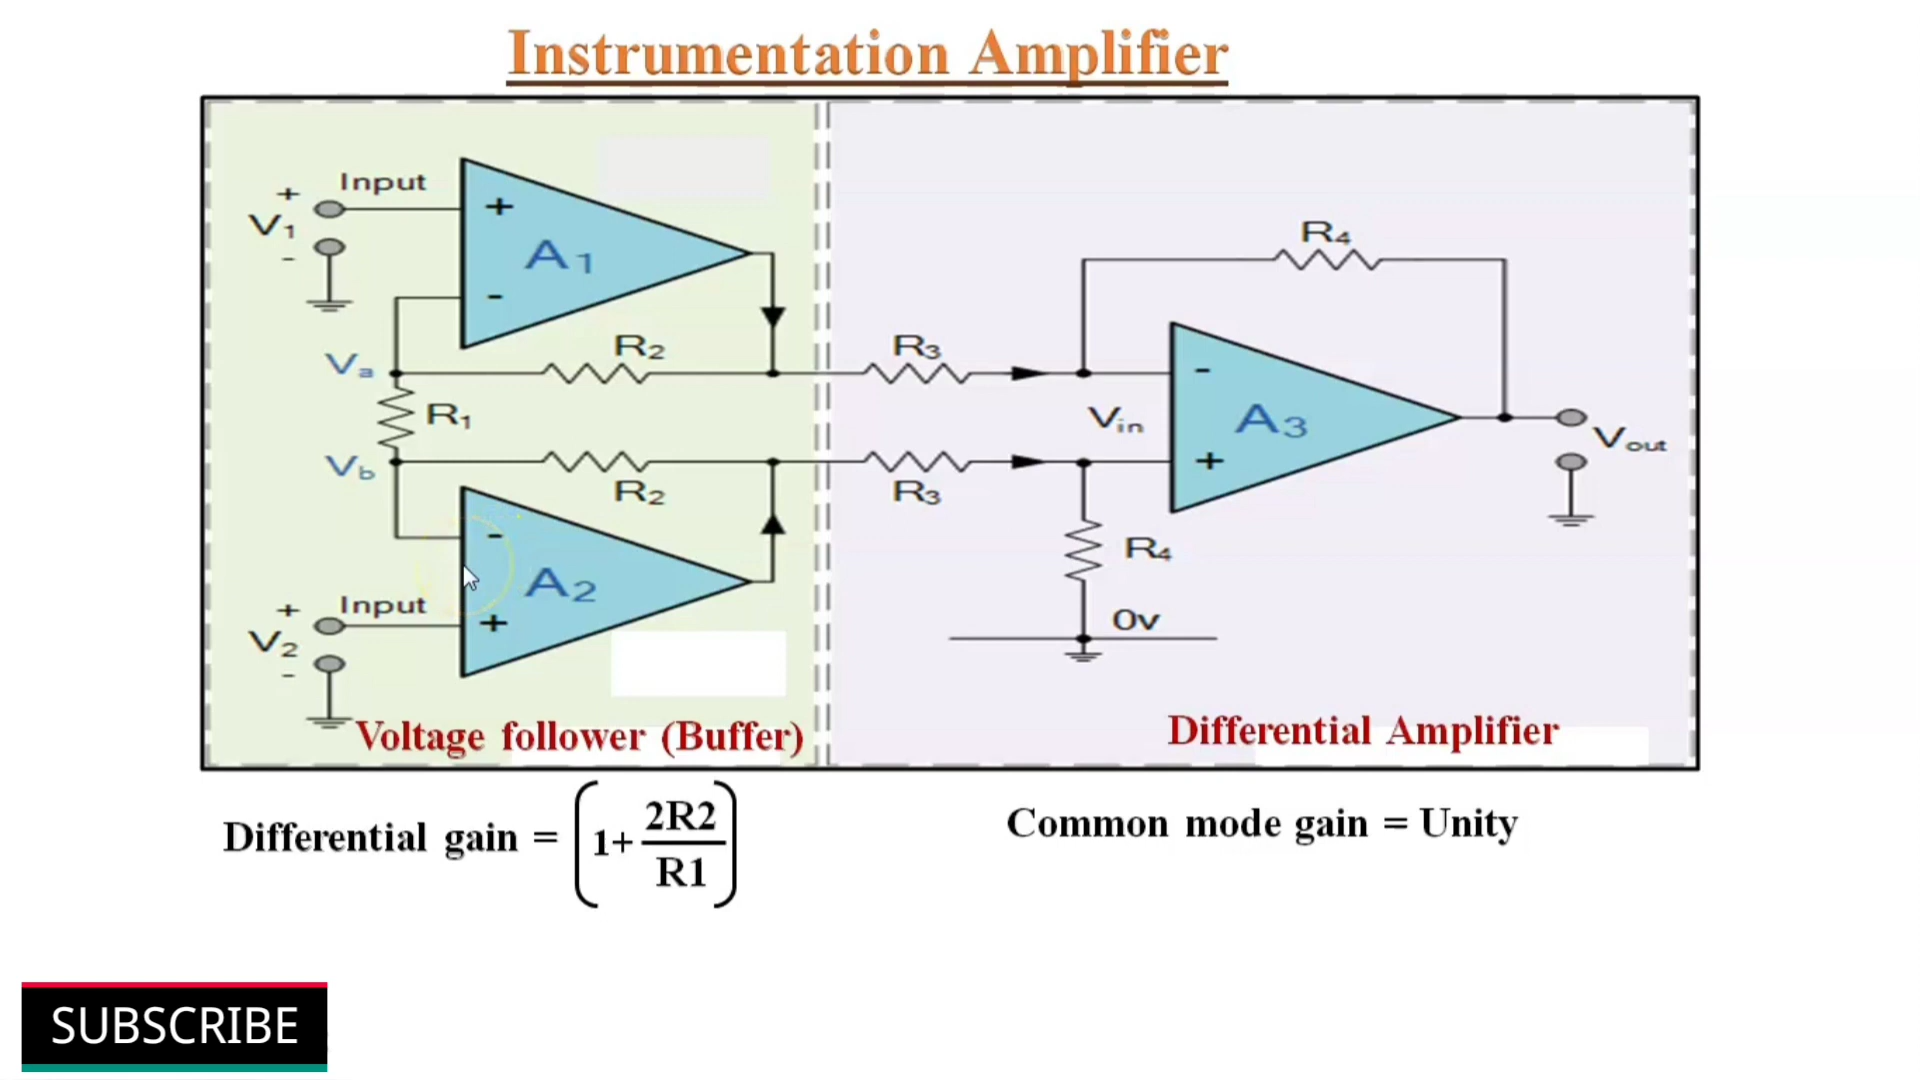 Instrumentation Amplifier
Input
+
V1
-
+
A1
-
Va
R2
R1
Vb
R2
-
A2
+
Input
+
V2
-
Voltage follower (Buffer)
R3
R3
Vin
R4
-
A3
+
Vout
R4
0v
Differential Amplifier
Differential gain = (1+ 2R2
R1)
Common mode gain = Unity
SUBSCRIBE